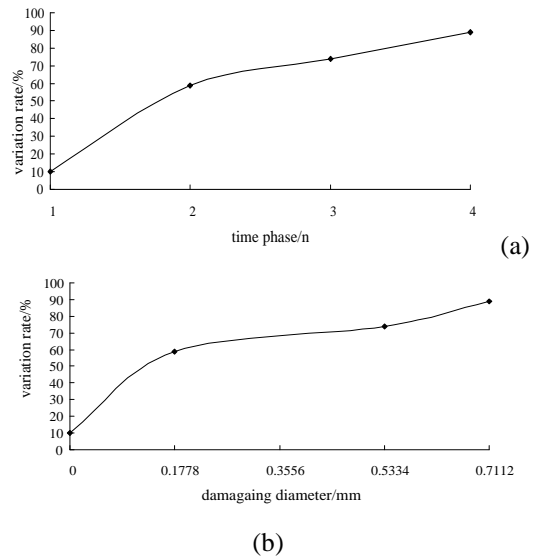 100
90
80
70
60
50
40
30
20
10
0
variation rate/%
1 2 3 4
time phase/n
(a)
100
90
80
70
60
50
40
30
20
10
0
variation rate/%
0 0.1778 0.3556 0.5334 0.7112
damagaing diameter/mm
(b)